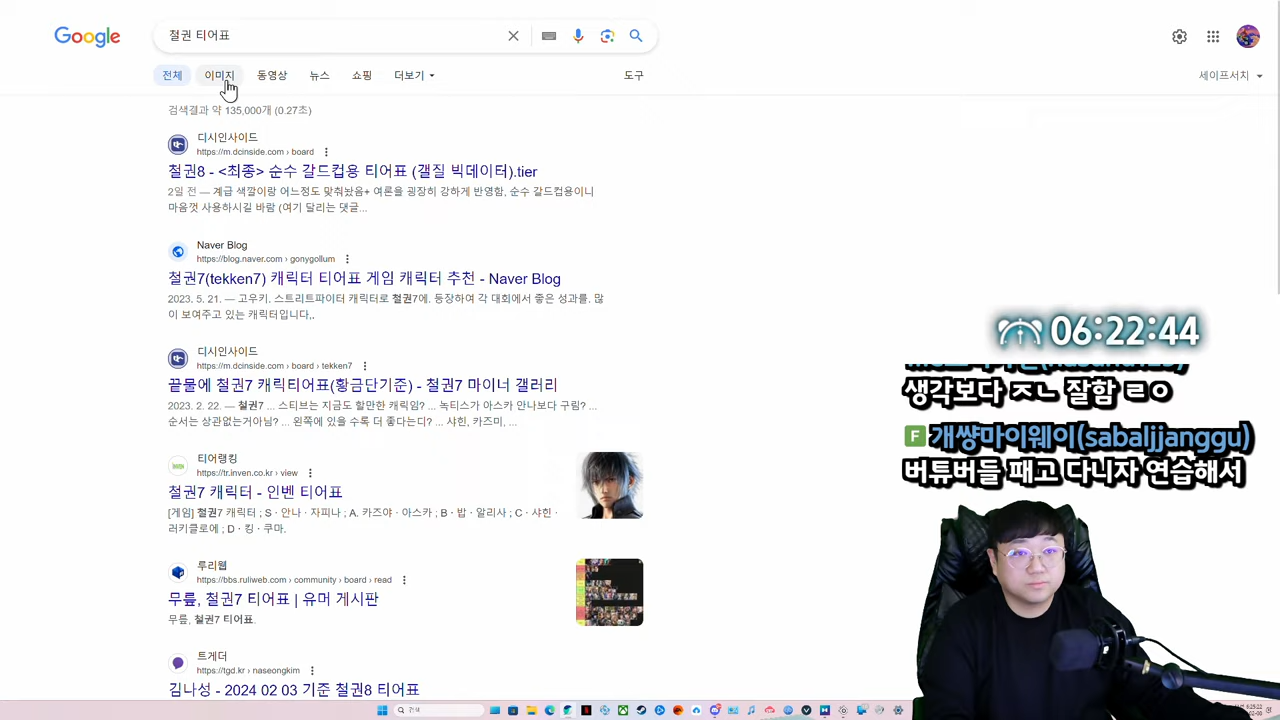 Google
철권 티어표
전체 이미지 동영상 뉴스 쇼핑 더보기 도구
세이프서치
검색결과 약 135,000개 (0.27초)
디시인사이드
https://m.dcinside.com › board
철권8 - <최종> 순수 갈드컵용 티어표 (갤질 빅데이터).tier
2일 전 — 계급 색깔이랑 어느정도 맞춰놨음+ 여론을 굉장히 강하게 반영함, 순수 갈드컵용이니
마음껏 사용하시길 바람 (여기 달리는 댓글...
Naver Blog
https://blog.naver.com › gonygollum
철권7(tekken7) 캐릭터 티어표 게임 캐릭터 추천 - Naver Blog
2023. 5. 21. — 고우키. 스트리트파이터 캐릭터로 철권7에. 등장하여 각 대회에서 좋은 성과를. 많
이 보여주고 있는 캐릭터입니다,.
디시인사이드
https://m.dcinside.com › board › tekken7
끝물에 철권7 캐릭티어표(황금단기준) - 철권7 마이너 갤러리
2023. 2. 22. — 철권7 ... 스티브는 지금도 할만한 캐릭임? ... 녹티스가 아스카 안나보다 구림? ...
순서는 상관없는거아님? ... 왼쪽에 있을 수록 더 좋다는디? ... 샤힌, 카즈미, ...
티어랭킹
https://tr.inven.co.kr › view
철권7 캐릭터 - 인벤 티어표
[게임] 철권7 캐릭터 ; S · 안나 · 자피나 ; A. 카즈야 · 아스카 ; B · 밥 · 알리사 ; C · 샤힌 ·
러키클로에 ; D · 킹 · 쿠마.
루리웹
https://bbs.ruliweb.com › community › board › read
무릎, 철권7 티어표 | 유머 게시판
무릎, 철권7 티어표.
트게더
https://tgd.kr › naseongkim
김나성 - 2024 02 03 기준 철권8 티어표
06:22:44
생각보다 ㅈㄴ 잘함 ㄹㅇ
F 개썅마이웨이(sabaljjanggu)
버튜버들 패고 다니자 연습해서
검색